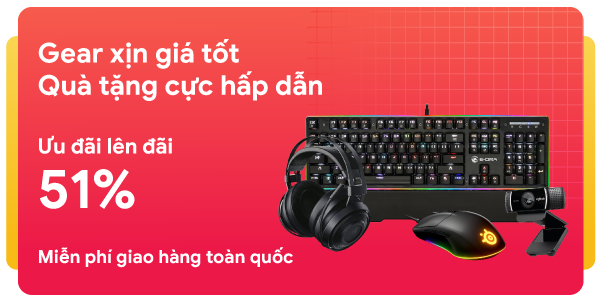 Gear xịn giá tốt
Quà tặng cực hấp dẫn
Ưu đãi lên đãi
51%
Miễn phí giao hàng toàn quốc
E-DRA